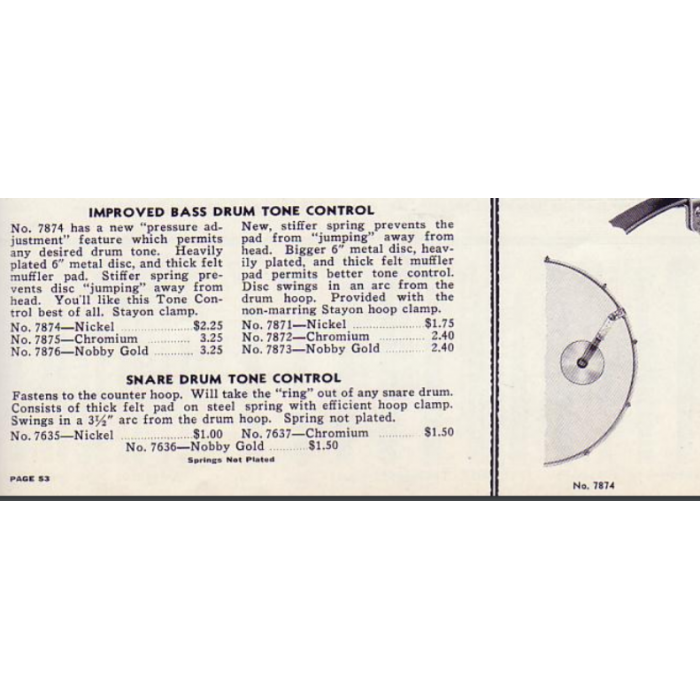 IMPROVED BASS DRUM TONE CONTROL
No. 7874 has a new "pressure ad-
justment" feature which permits
any desired drum tone. Heavily
plated 6" metal disc, and thick felt
muffler pad. Stiffer spring pre-
vents disc "jumping" away from
head. You'll like this Tone Con-
trol best of all. Stayon clamp.
No. 7874—Nickel ................$2.25
No. 7875—Chromium ............ 3.25
No. 7876—Nobby Gold .......... 3.25
New, stiffer spring prevents the
pad from "jumping" away from
head. Bigger 6" metal disc, heav-
ily plated, and thick felt muffler
pad permits better tone control.
Disc swings in an arc from the
drum hoop. Provided with the
non-marring Stayon hoop clamp.
No. 7871—Nickel ................$1.75
No. 7872—Chromium ............ 2.40
No. 7873—Nobby Gold .......... 2.40
SNARE DRUM TONE CONTROL
Fastens to the counter hoop. Will take the "ring" out of any snare drum.
Consists of thick felt pad on steel spring with efficient hoop clamp.
Swings in a 3½" arc from the drum hoop. Spring not plated.
No. 7635—Nickel ................$1.00 No. 7637—Chromium .......... $1.50
No. 7636—Nobby Gold ..........$1.50
Springs Not Plated
PAGE 53
No. 7874